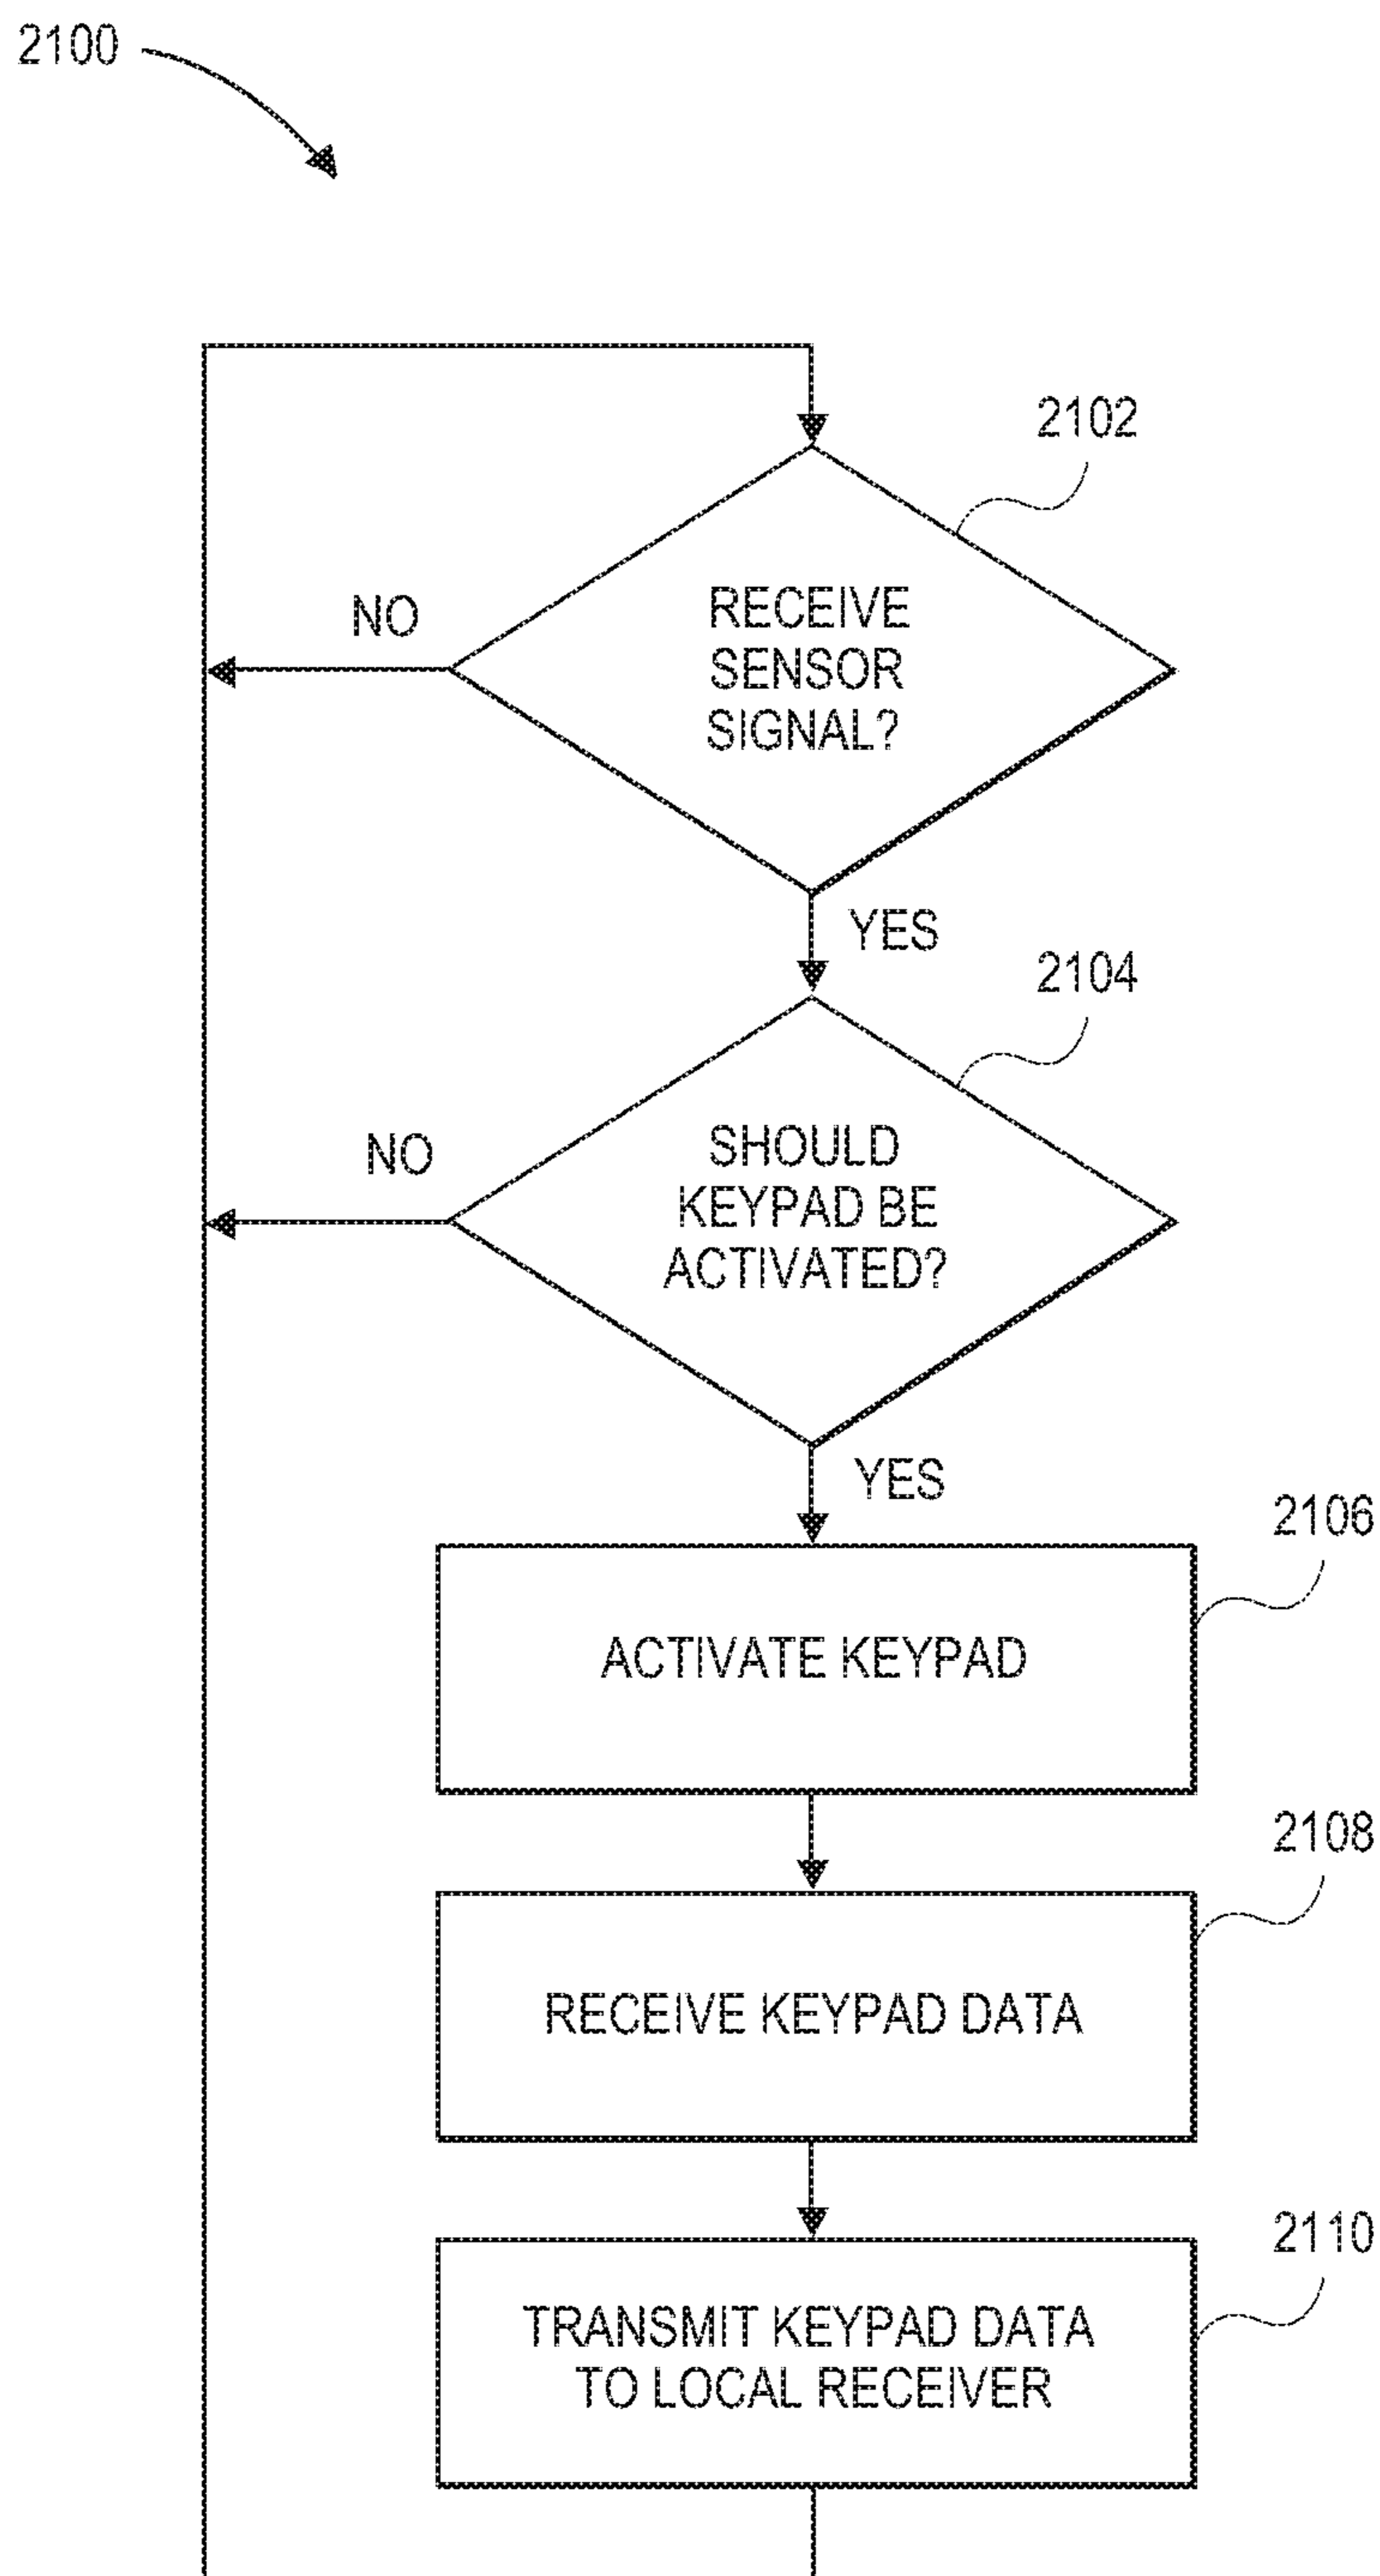 2100
2102
RECEIVE
SENSOR
SIGNAL?
NO
YES
2104
SHOULD
KEYPAD BE
ACTIVATED?
NO
YES
2106
ACTIVATE KEYPAD
2108
RECEIVE KEYPAD DATA
2110
TRANSMIT KEYPAD DATA
TO LOCAL RECEIVER